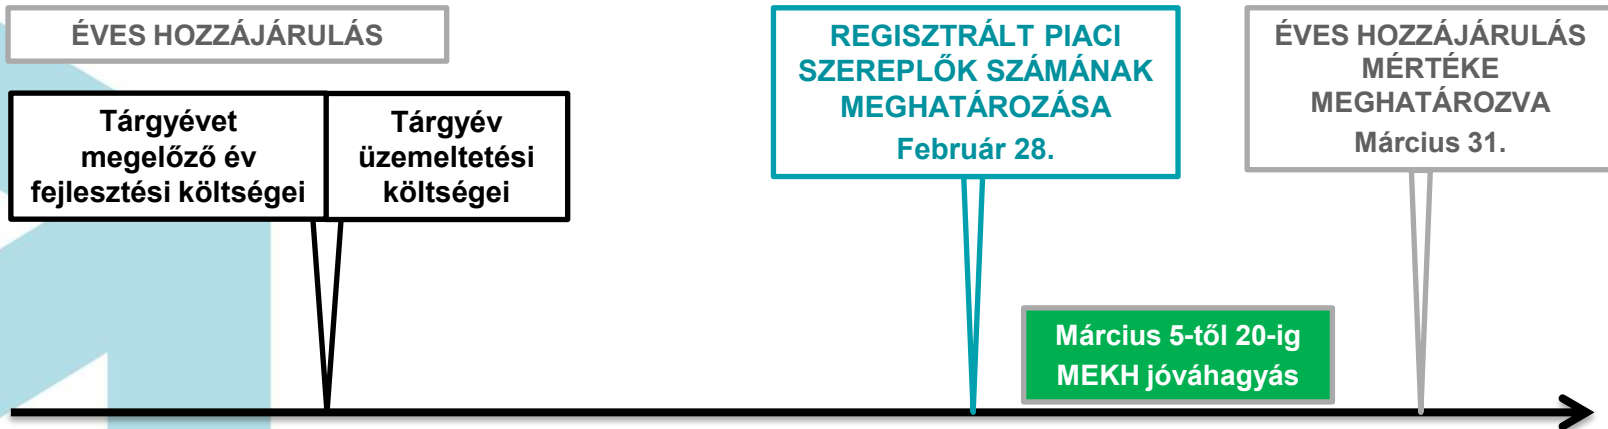 ÉVES HOZZÁJÁRULÁS
Tárgyévet
megelőző év
fejlesztési költségei
Tárgyév
üzemeltetési
költségei
REGISZTRÁLT PIACI
SZEREPLŐK SZÁMÁNAK
MEGHATÁROZÁSA
Február 28.
Március 5-től 20-ig
MEKH jóváhagyás
ÉVES HOZZÁJÁRULÁS
MÉRTÉKE
MEGHATÁROZVA
Március 31.